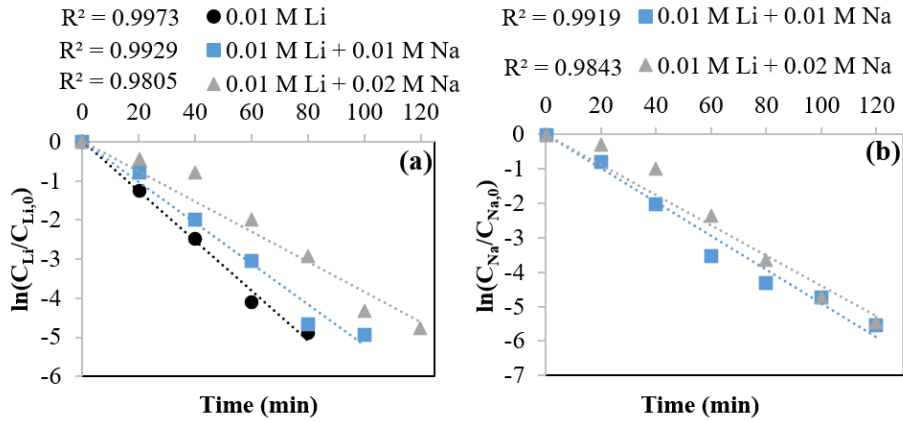 R² = 0.9973 0.01 M Li
R² = 0.9929 0.01 M Li + 0.01 M Na
R² = 0.9805 0.01 M Li + 0.02 M Na
0 20 40 60 80 100 120
0
-1
-2
-3
-4
-5
-6
(a)
ln(C_Li/C_Li,0)
Time (min)
R² = 0.9919 0.01 M Li + 0.01 M Na
R² = 0.9843 0.01 M Li + 0.02 M Na
0 20 40 60 80 100 120
0
-1
-2
-3
-4
-5
-6
-7
(b)
ln(C_Na/C_Na,0)
Time (min)